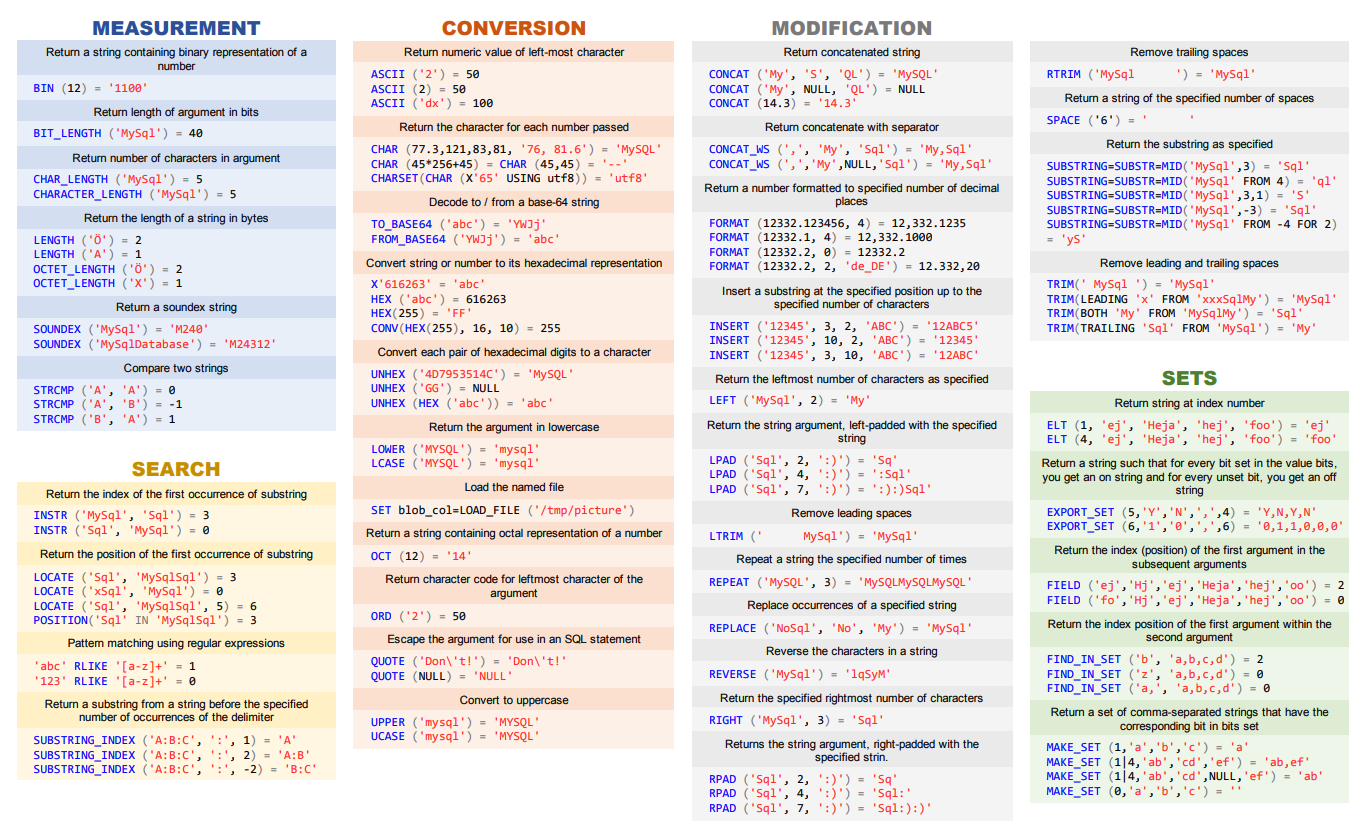 MEASUREMENT
Return a string containing binary representation of a
number
BIN (12) = '1100'
Return length of argument in bits
BIT_LENGTH ('MySql') = 40
Return number of characters in argument
CHAR_LENGTH ('MySql') = 5
CHARACTER_LENGTH ('MySql') = 5
Return the length of a string in bytes
LENGTH ('Ö') = 2
LENGTH ('A') = 1
OCTET_LENGTH ('Ö') = 2
OCTET_LENGTH ('X') = 1
Return a soundex string
SOUNDEX ('MySql') = 'M240'
SOUNDEX ('MySqlDatabase') = 'M24312'
Compare two strings
STRCMP ('A', 'A') = 0
STRCMP ('A', 'B') = -1
STRCMP ('B', 'A') = 1
SEARCH
Return the index of the first occurrence of substring
INSTR ('MySql', 'Sql') = 3
INSTR ('Sql', 'MySql') = 0
Return the position of the first occurrence of substring
LOCATE ('Sql', 'MySqlSql') = 3
LOCATE ('xSql', 'MySql') = 0
LOCATE ('Sql', 'MySqlSql', 5) = 6
POSITION('Sql' IN 'MySqlSql') = 3
Pattern matching using regular expressions
'abc' RLIKE '[a-z]+' = 1
'123' RLIKE '[a-z]+' = 0
Return a substring from a string before the specified
number of occurrences of the delimiter
SUBSTRING_INDEX ('A:B:C', ':', 1) = 'A'
SUBSTRING_INDEX ('A:B:C', ':', 2) = 'A:B'
SUBSTRING_INDEX ('A:B:C', ':', -2) = 'B:C'
CONVERSION
Return numeric value of left-most character
ASCII ('2') = 50
ASCII (2) = 50
ASCII ('dx') = 100
Return the character for each number passed
CHAR (77.3,121,83,81, '76, 81.6') = 'MySQL'
CHAR (45*256+45) = CHAR (45,45) = '--'
CHARSET(CHAR (X'65' USING utf8)) = 'utf8'
Decode to / from a base-64 string
TO_BASE64 ('abc') = 'YWJj'
FROM_BASE64 ('YWJj') = 'abc'
Convert string or number to its hexadecimal representation
X'616263' = 'abc'
HEX ('abc') = 616263
HEX(255) = 'FF'
CONV(HEX(255), 16, 10) = 255
Convert each pair of hexadecimal digits to a character
UNHEX ('4D7953514C') = 'MySQL'
UNHEX ('GG') = NULL
UNHEX (HEX ('abc')) = 'abc'
Return the argument in lowercase
LOWER ('MYSQL') = 'mysql'
LCASE ('MYSQL') = 'mysql'
Load the named file
SET blob_col=LOAD_FILE ('/tmp/picture')
Return a string containing octal representation of a number
OCT (12) = '14'
Return character code for leftmost character of the
argument
ORD ('2') = 50
Escape the argument for use in an SQL statement
QUOTE ('Don\'t!') = 'Don\'t!'
QUOTE (NULL) = 'NULL'
Convert to uppercase
UPPER ('mysql') = 'MYSQL'
UCASE ('mysql') = 'MYSQL'
MODIFICATION
Return concatenated string
CONCAT ('My', 'S', 'QL') = 'MySQL'
CONCAT ('My', NULL, 'QL') = NULL
CONCAT (14.3) = '14.3'
Return concatenate with separator
CONCAT_WS (',', 'My', 'Sql') = 'My,Sql'
CONCAT_WS (',','My',NULL,'Sql') = 'My,Sql'
Return a number formatted to specified number of decimal
places
FORMAT (12332.123456, 4) = 12,332.1235
FORMAT (12332.1, 4) = 12,332.1000
FORMAT (12332.2, 0) = 12332.2
FORMAT (12332.2, 2, 'de_DE') = 12.332,20
Insert a substring at the specified position up to the
specified number of characters
INSERT ('12345', 3, 2, 'ABC') = '12ABC5'
INSERT ('12345', 10, 2, 'ABC') = '12345'
INSERT ('12345', 3, 10, 'ABC') = '12ABC'
Return the leftmost number of characters as specified
LEFT ('MySql', 2) = 'My'
Return the string argument, left-padded with the specified
string
LPAD ('Sql', 2, ':)') = 'Sq'
LPAD ('Sql', 4, ':)') = ':Sql'
LPAD ('Sql', 7, ':)') = ':):)Sql'
Remove leading spaces
LTRIM ('      MySql') = 'MySql'
Repeat a string the specified number of times
REPEAT ('MySQL', 3) = 'MySQLMySQLMySQL'
Replace occurrences of a specified string
REPLACE ('NoSql', 'No', 'My') = 'MySql'
Reverse the characters in a string
REVERSE ('MySql') = 'lqSyM'
Return the specified rightmost number of characters
RIGHT ('MySql', 3) = 'Sql'
Returns the string argument, right-padded with the
specified strin.
RPAD ('Sql', 2, ':)') = 'Sq'
RPAD ('Sql', 4, ':)') = 'Sql:'
RPAD ('Sql', 7, ':)') = 'Sql:):)'
Remove trailing spaces
RTRIM ('MySql      ') = 'MySql'
Return a string of the specified number of spaces
SPACE ('6') = '      '
Return the substring as specified
SUBSTRING=SUBSTR=MID('MySql',3) = 'Sql'
SUBSTRING=SUBSTR=MID('MySql' FROM 4) = 'ql'
SUBSTRING=SUBSTR=MID('MySql',3,1) = 'S'
SUBSTRING=SUBSTR=MID('MySql',-3) = 'Sql'
SUBSTRING=SUBSTR=MID('MySql' FROM -4 FOR 2)
= 'yS'
Remove leading and trailing spaces
TRIM(' MySql ') = 'MySql'
TRIM(LEADING 'x' FROM 'xxxSqlMy') = 'MySql'
TRIM(BOTH 'My' FROM 'MySqlMy') = 'Sql'
TRIM(TRAILING 'Sql' FROM 'MySql') = 'My'
SETS
Return string at index number
ELT (1, 'ej', 'Heja', 'hej', 'foo') = 'ej'
ELT (4, 'ej', 'Heja', 'hej', 'foo') = 'foo'
Return a string such that for every bit set in the value bits,
you get an on string and for every unset bit, you get an off
string
EXPORT_SET (5,'Y','N',',',4) = 'Y,N,Y,N'
EXPORT_SET (6,'1','0',',',6) = '0,1,1,0,0,0'
Return the index (position) of the first argument in the
subsequent arguments
FIELD ('ej','Hj','ej','Heja','hej','oo') = 2
FIELD ('fo','Hj','ej','Heja','hej','oo') = 0
Return the index position of the first argument within the
second argument
FIND_IN_SET ('b', 'a,b,c,d') = 2
FIND_IN_SET ('z', 'a,b,c,d') = 0
FIND_IN_SET ('a,', 'a,b,c,d') = 0
Return a set of comma-separated strings that have the
corresponding bit in bits set
MAKE_SET (1,'a','b','c') = 'a'
MAKE_SET (1|4,'ab','cd','ef') = 'ab,ef'
MAKE_SET (1|4,'ab','cd',NULL,'ef') = 'ab'
MAKE_SET (0,'a','b','c') = ''